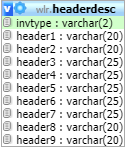 wlr.headerdesc
invtype : varchar(2)
header1 : varchar(20)
header2 : varchar(25)
header3 : varchar(25)
header4 : varchar(25)
header5 : varchar(25)
header6 : varchar(25)
header7 : varchar(25)
header8 : varchar(20)
header9 : varchar(20)